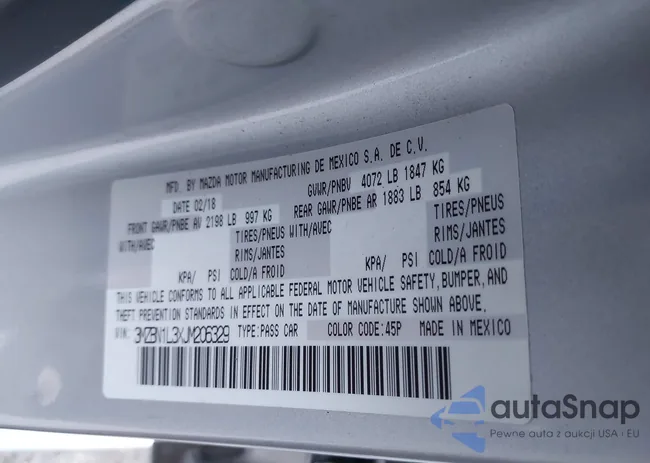 MFD. BY MAZDA MOTOR MANUFACTURING DE MEXICO S.A. DE C.V.
DATE 02/18 GVWR/PNBV 4072 LB 1847 KG
FRONT GAWR/PNBE AV 2198 LB 997 KG REAR GAWR/PNBE AR 1883 LB 854 KG
WITH/AVEC TIRES/PNEUS WITH/AVEC TIRES/PNEUS
RIMS/JANTES RIMS/JANTES
KPA/ PSI COLD/A FROID KPA/ PSI COLD/A FROID
THIS VEHICLE CONFORMS TO ALL APPLICABLE FEDERAL MOTOR VEHICLE SAFETY, BUMPER, AND
THEFT PREVENTION STANDARDS IN EFFECT ON THE DATE OF MANUFACTURE SHOWN ABOVE.
VIN: 3MZBN1L3XJM206329 TYPE:PASS CAR COLOR CODE:45P MADE IN MEXICO
autaSnap
Pewne auta z aukcji USA · EU